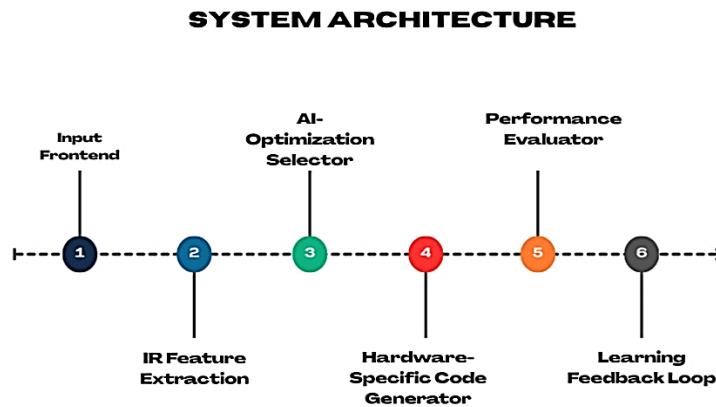 SYSTEM ARCHITECTURE
Input
Frontend
AI-
Optimization
Selector
Performance
Evaluator
1
2
3
4
5
6
IR Feature
Extraction
Hardware-
Specific Code
Generator
Learning
Feedback Loop